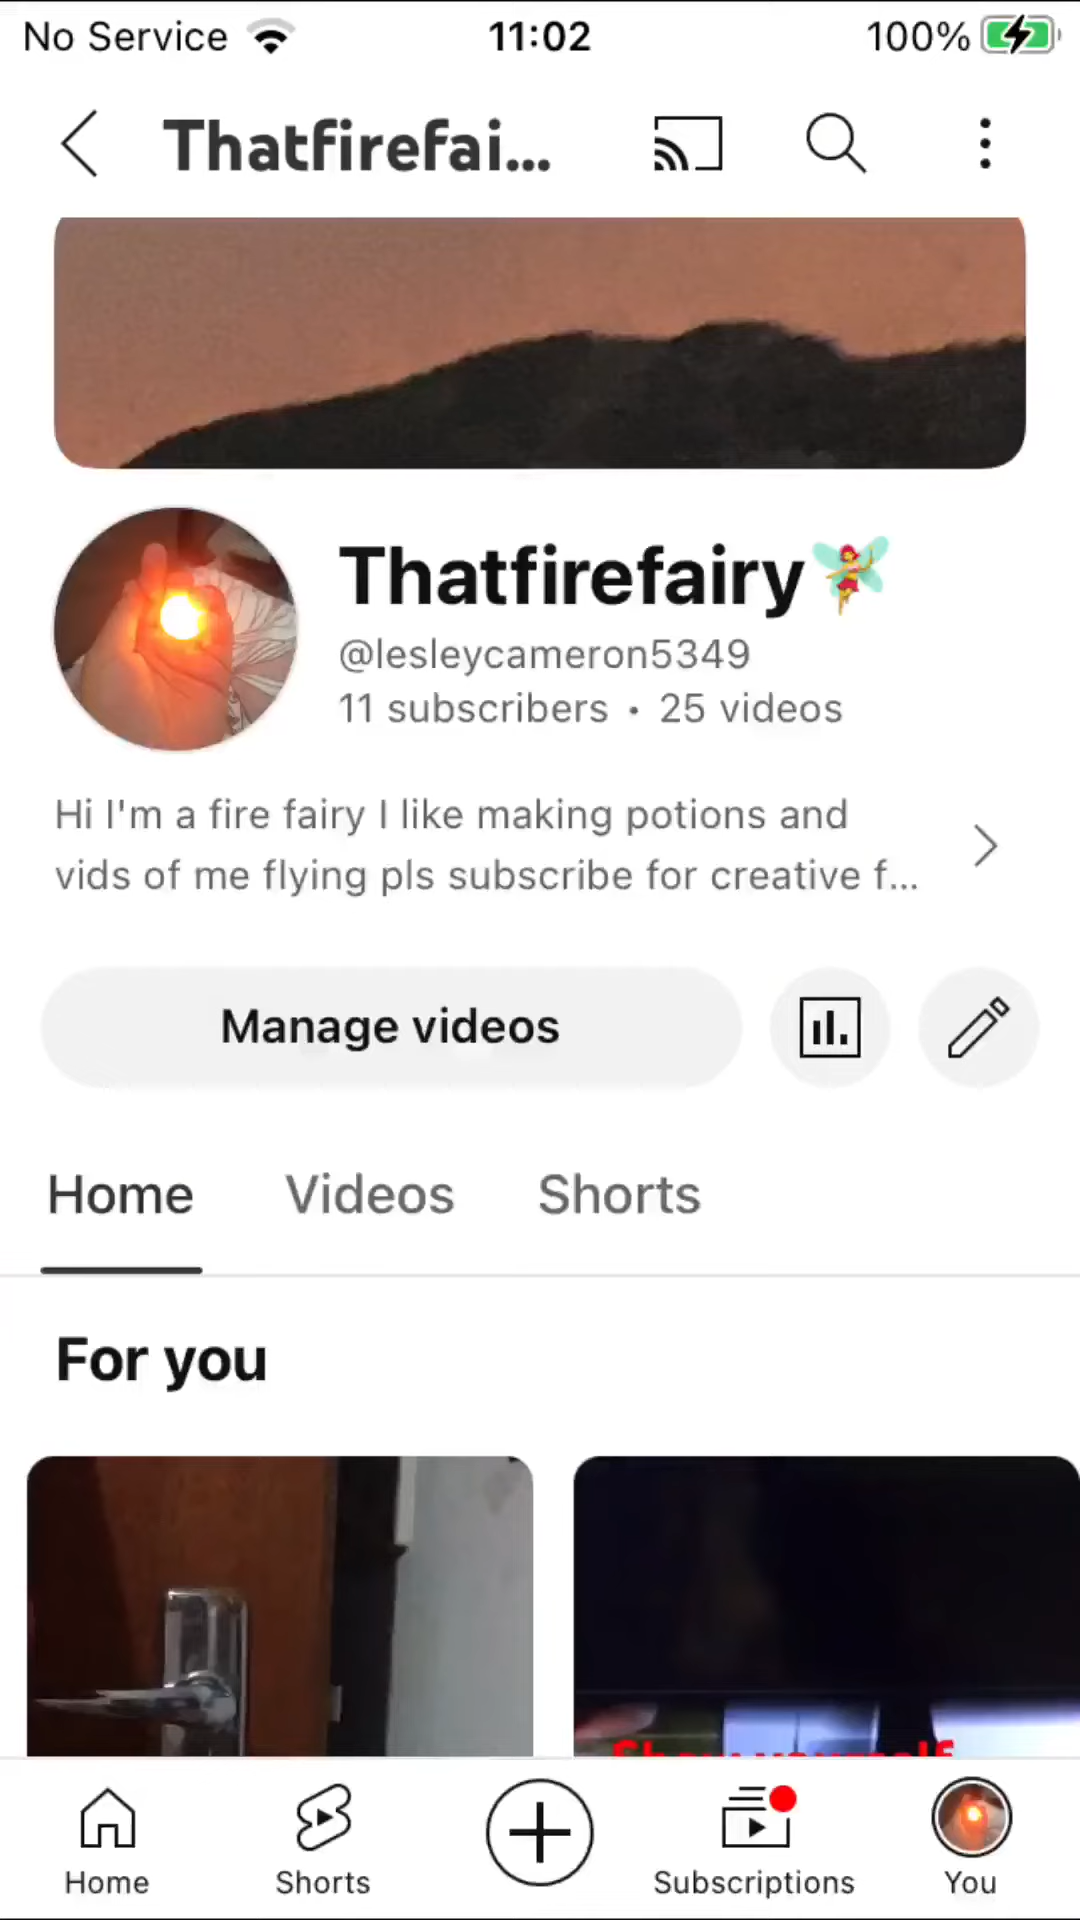 No Service 11:02 100%
Thatfirefai...
Thatfirefairy🧚
@lesleycameron5349
11 subscribers • 25 videos
Hi I'm a fire fairy I like making potions and
vids of me flying pls subscribe for creative f...
Manage videos
Home Videos Shorts
For you
Show yourself
Home Shorts Subscriptions You